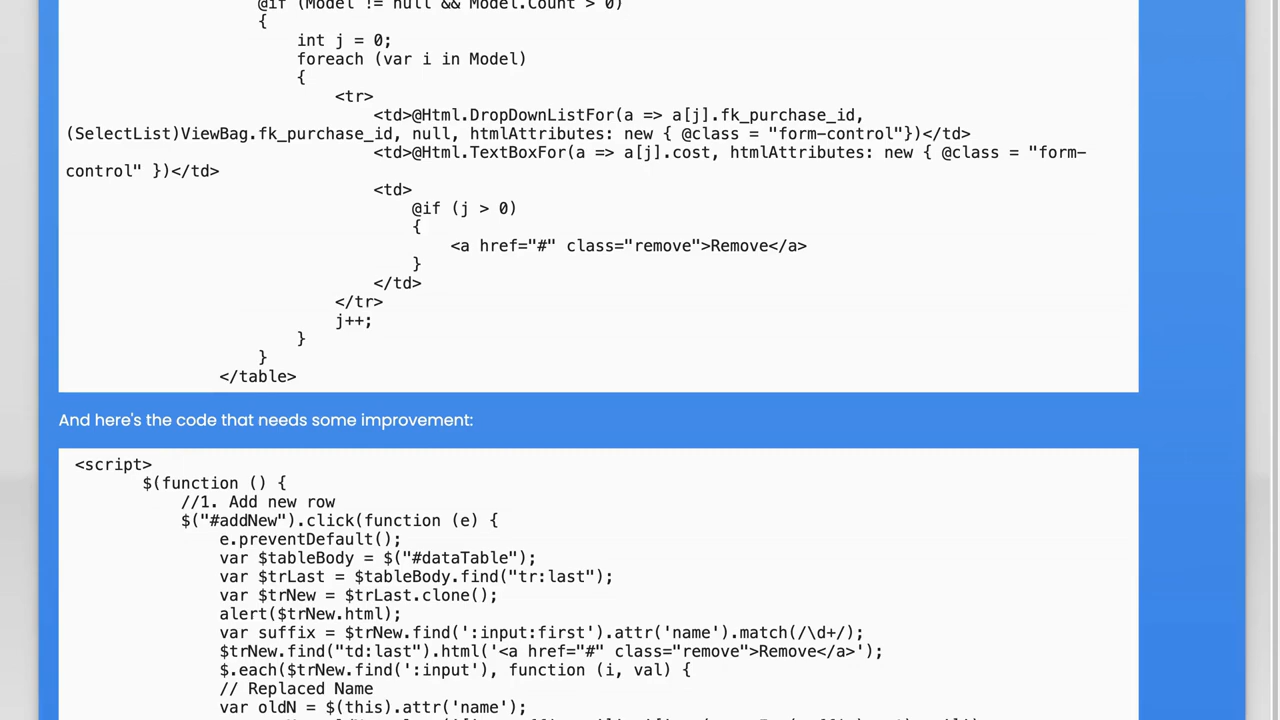 @if (Model != null && Model.Count > 0)
{
int j = 0;
foreach (var i in Model)
{
<tr>
<td>@Html.DropDownListFor(a => a[j].fk_purchase_id,
(SelectList)ViewBag.fk_purchase_id, null, htmlAttributes: new { @class = "form-control"})</td>
<td>@Html.TextBoxFor(a => a[j].cost, htmlAttributes: new { @class = "form-
control" })</td>
<td>
@if (j > 0)
{
<a href="#" class="remove">Remove</a>
}
</td>
</tr>
j++;
}
}
</table>
And here's the code that needs some improvement:
<script>
$(function () {
//1. Add new row
$("#addNew").click(function (e) {
e.preventDefault();
var $tableBody = $("#dataTable");
var $trLast = $tableBody.find("tr:last");
var $trNew = $trLast.clone();
alert($trNew.html);
var suffix = $trNew.find(':input:first').attr('name').match(/\d+/);
$trNew.find("td:last").html('<a href="#" class="remove">Remove</a>');
$.each($trNew.find(':input'), function (i, val) {
// Replaced Name
var oldN = $(this).attr('name');